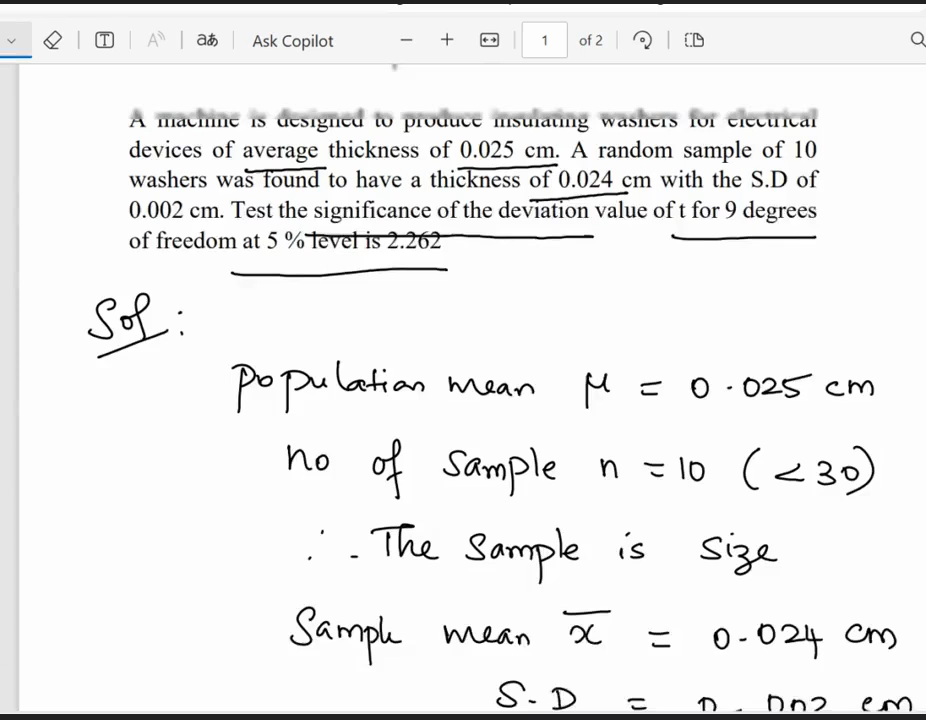 Ask Copilot
1 of 2
A machine is designed to produce insulating washers for electrical
devices of average thickness of 0.025 cm. A random sample of 10
washers was found to have a thickness of 0.024 cm with the S.D of
0.002 cm. Test the significance of the deviation value of t for 9 degrees
of freedom at 5 % level is 2.262
Sol :
Population mean μ = 0.025 cm
no of sample n = 10 (<30)
∴ The sample is size
Sample mean x̅ = 0.024 cm
S.D = 0.002 cm